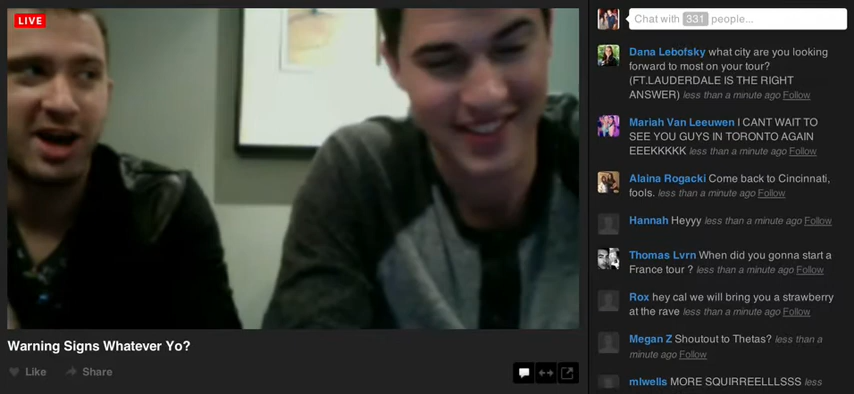 LIVE
Warning Signs Whatever Yo?
Like Share
Chat with 331 people...
Dana Lebofsky what city are you looking
forward to most on your tour?
(FT.LAUDERDALE IS THE RIGHT
ANSWER) less than a minute ago Follow
Mariah Van Leeuwen I CANT WAIT TO
SEE YOU GUYS IN TORONTO AGAIN
EEEKKKKK less than a minute ago Follow
Alaina Rogacki Come back to Cincinnati,
fools. less than a minute ago Follow
Hannah Heyyy less than a minute ago Follow
Thomas Lvrn When did you gonna start a
France tour ? less than a minute ago Follow
Rox hey cal we will bring you a strawberry
at the rave less than a minute ago Follow
Megan Z Shoutout to Thetas? less than a
minute ago Follow
mlwells MORE SQUIRREELLLSSS less